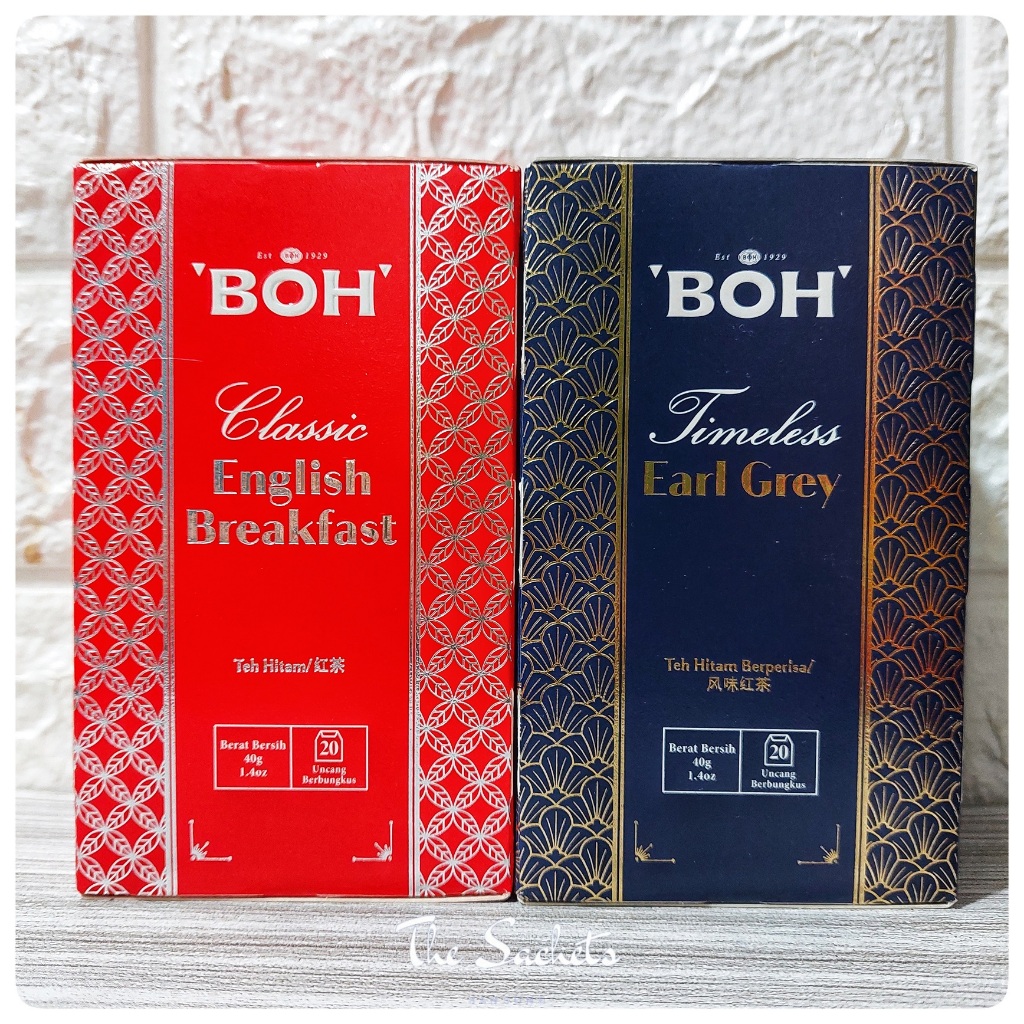 Est BOH 1929
'BOH'
Classic
English
Breakfast
Teh Hitam/红茶
Berat Bersih
40g
1.4oz
20
Uncang
Berbungkus
Est BOH 1929
'BOH'
Timeless
Earl Grey
Teh Hitam Berperisa/
风味红茶
Berat Bersih
40g
1.4oz
20
Uncang
Berbungkus
The Sachets